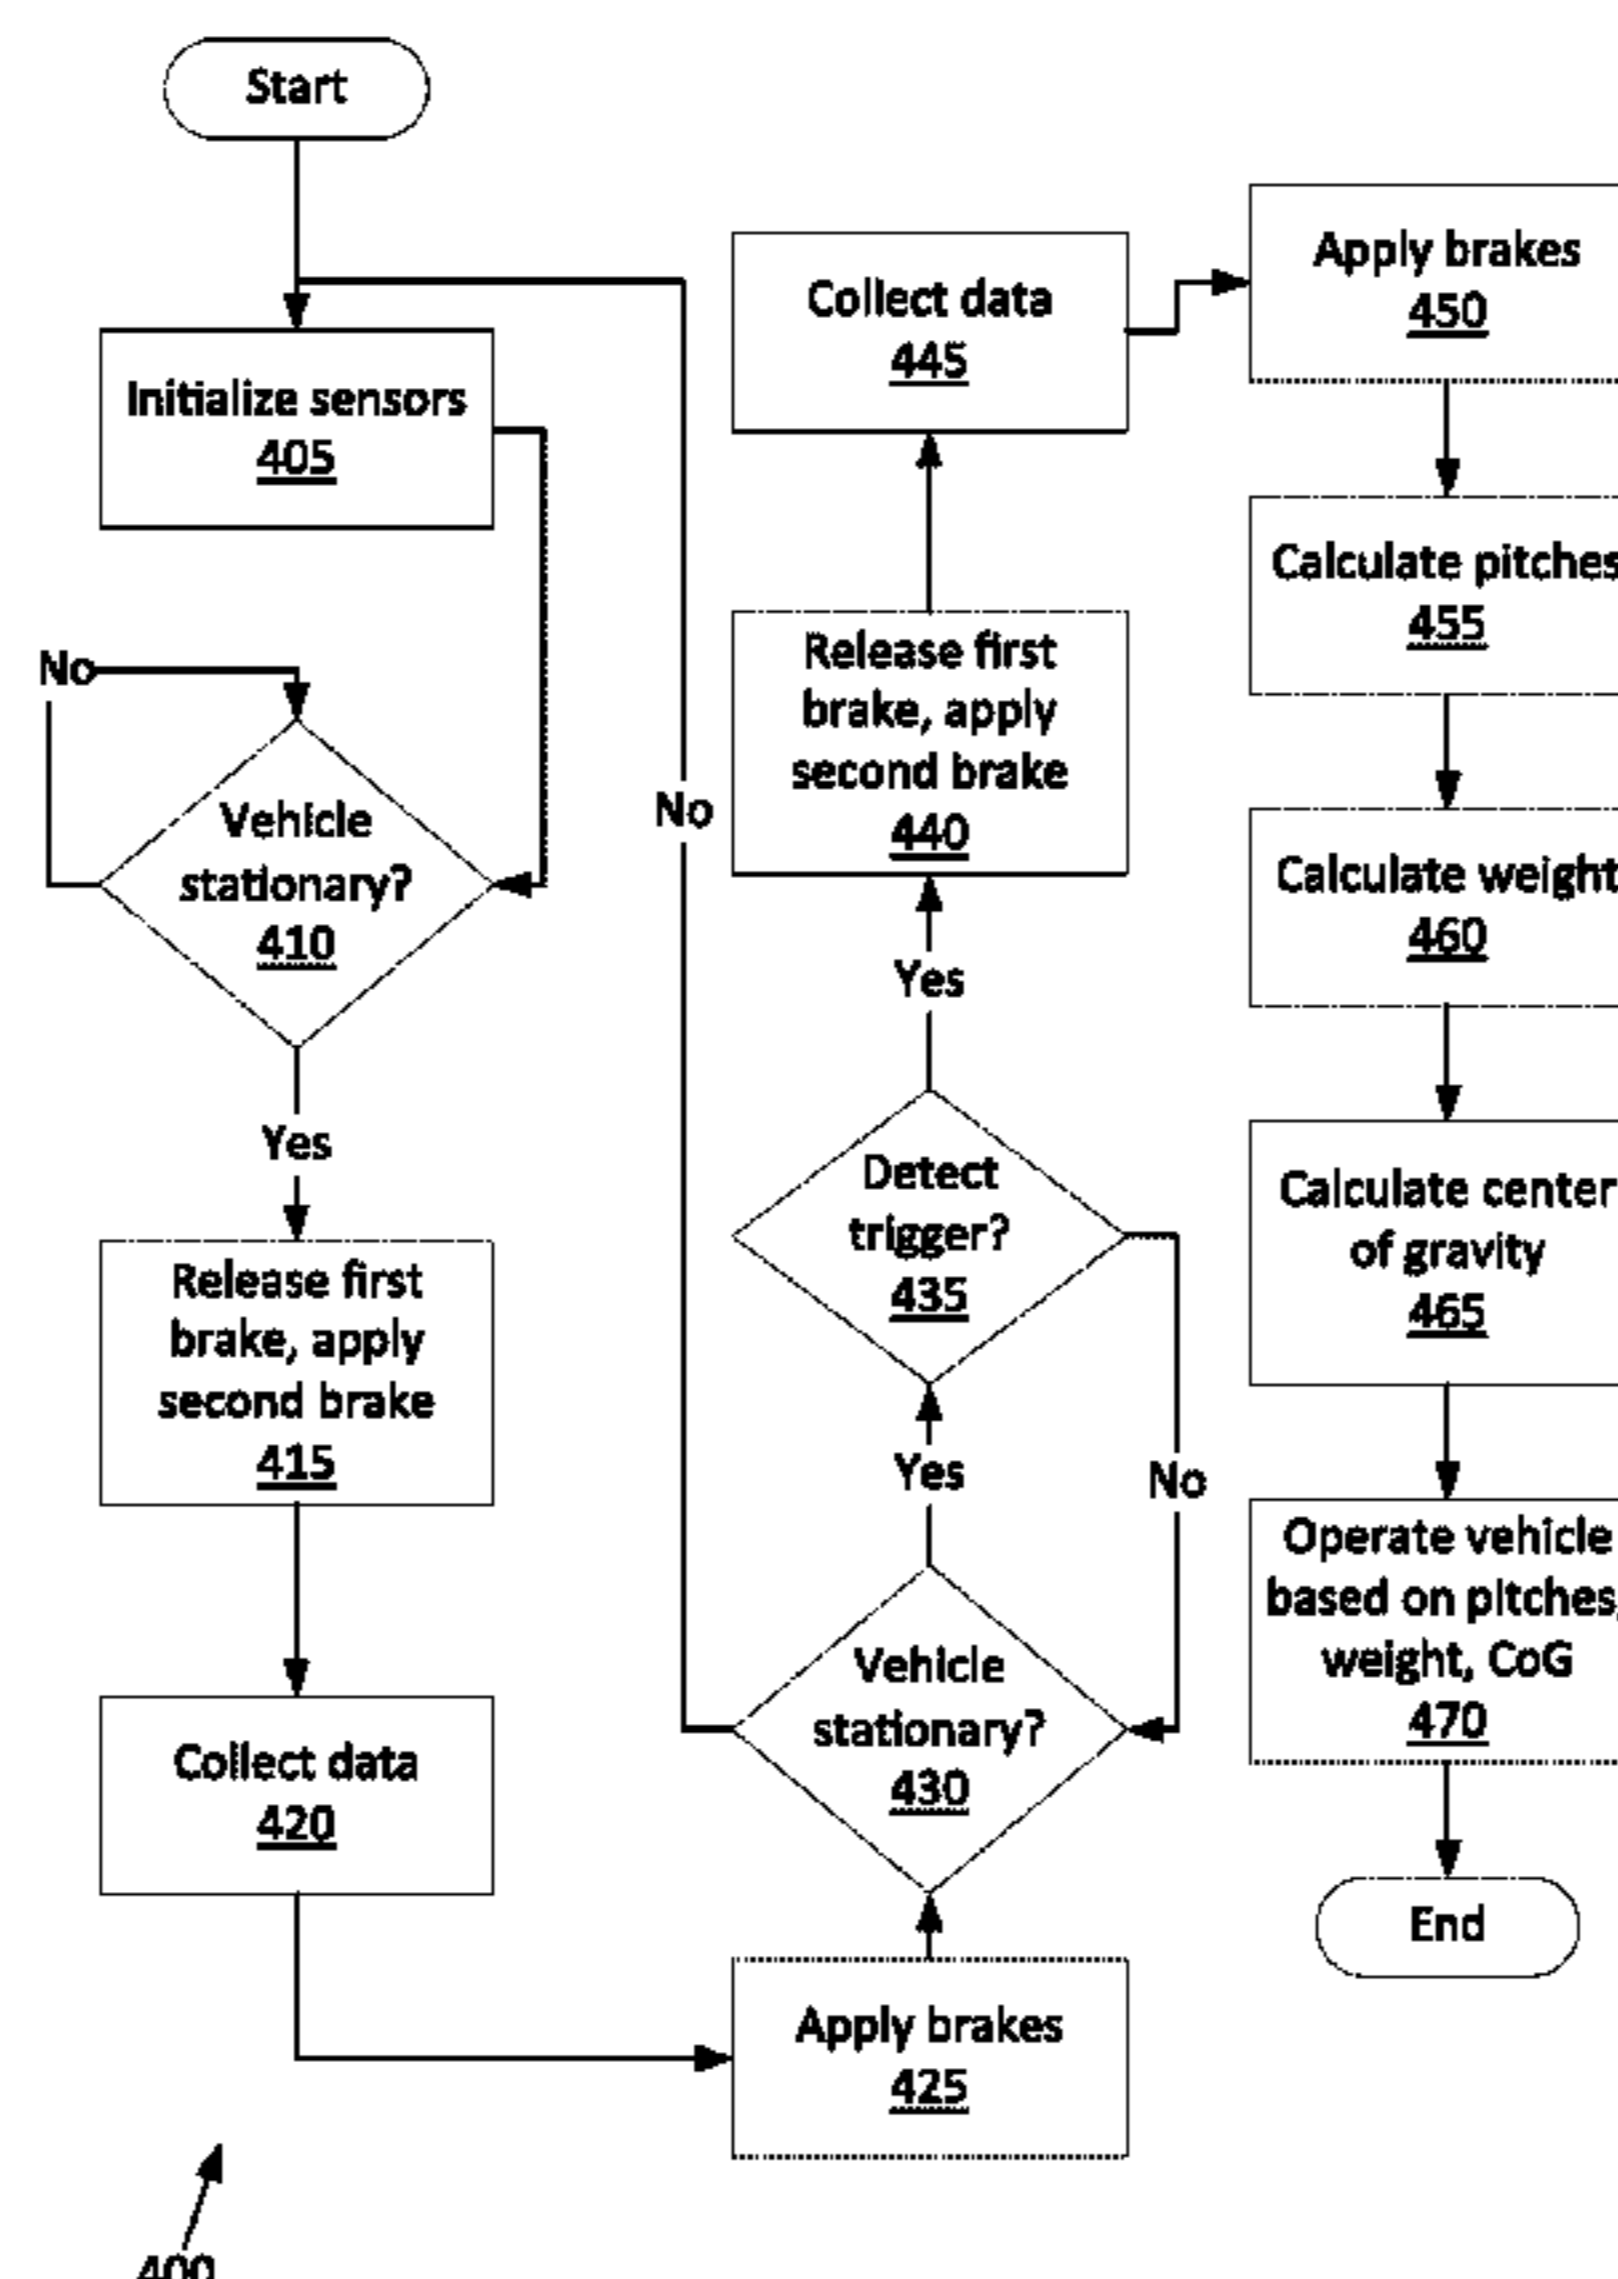 Start
Initialize sensors
405
No
Vehicle
stationary?
410
Yes
Release first
brake, apply
second brake
415
Collect data
420
Apply brakes
425
Vehicle
stationary?
430
No
Yes
Detect
trigger?
435
No
Yes
Release first
brake, apply
second brake
440
Collect data
445
Apply brakes
450
Calculate pitches
455
Calculate weight
460
Calculate center
of gravity
465
Operate vehicle
based on pitches,
weight, CoG
470
End
400